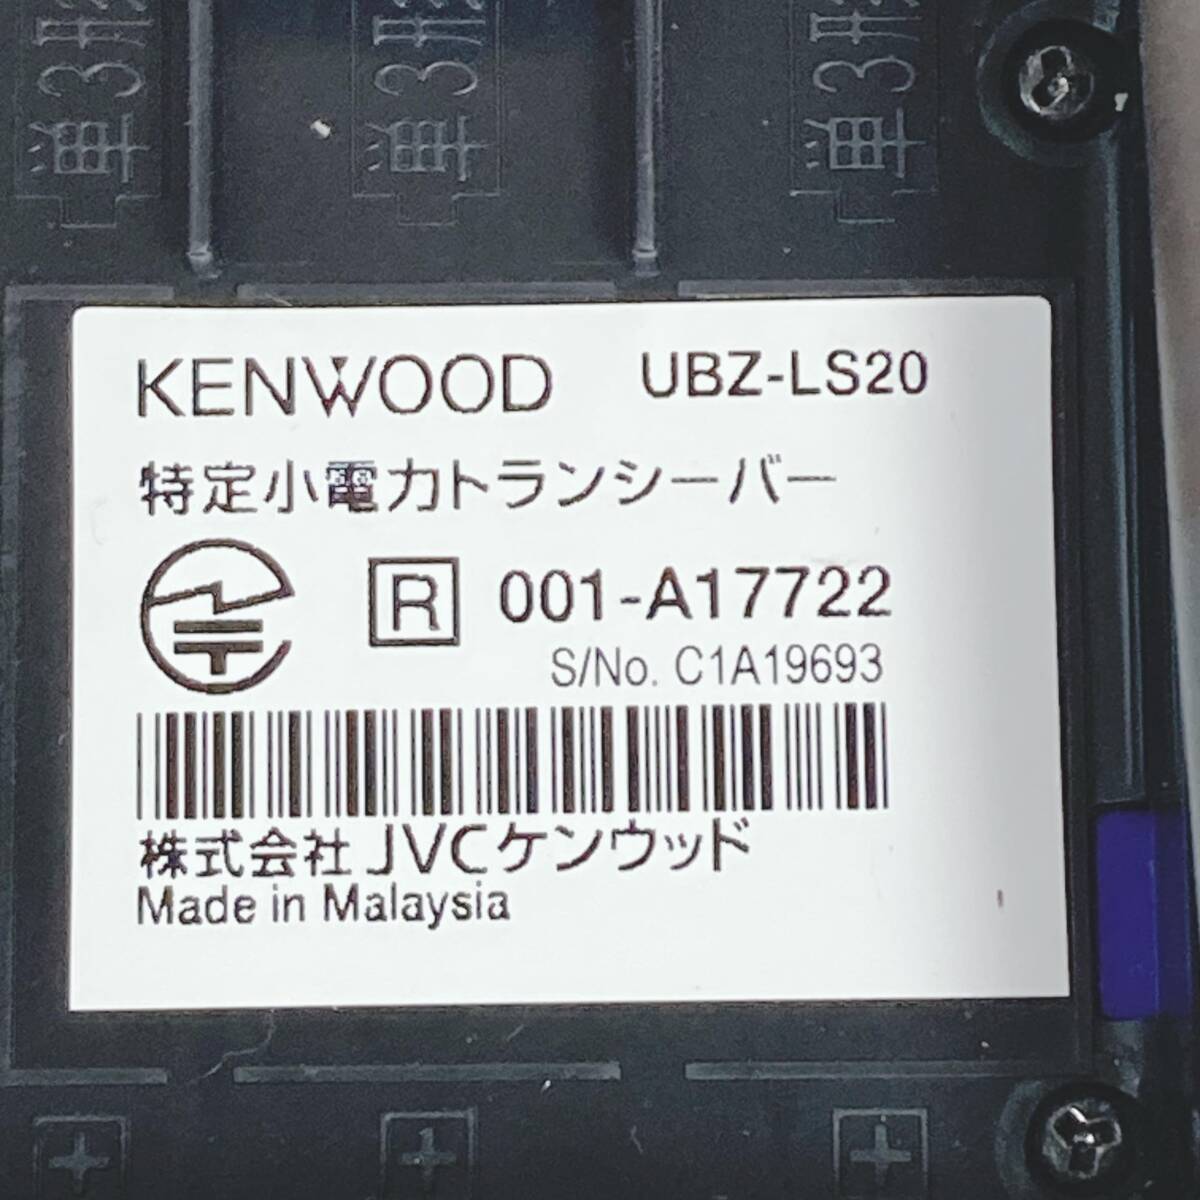 単3形 単3形 単3形
KENWOOD UBZ-LS20
特定小電力トランシーバー
R 001-A17722
S/No. C1A19693
株式会社 JVCケンウッド
Made in Malaysia
+ + +